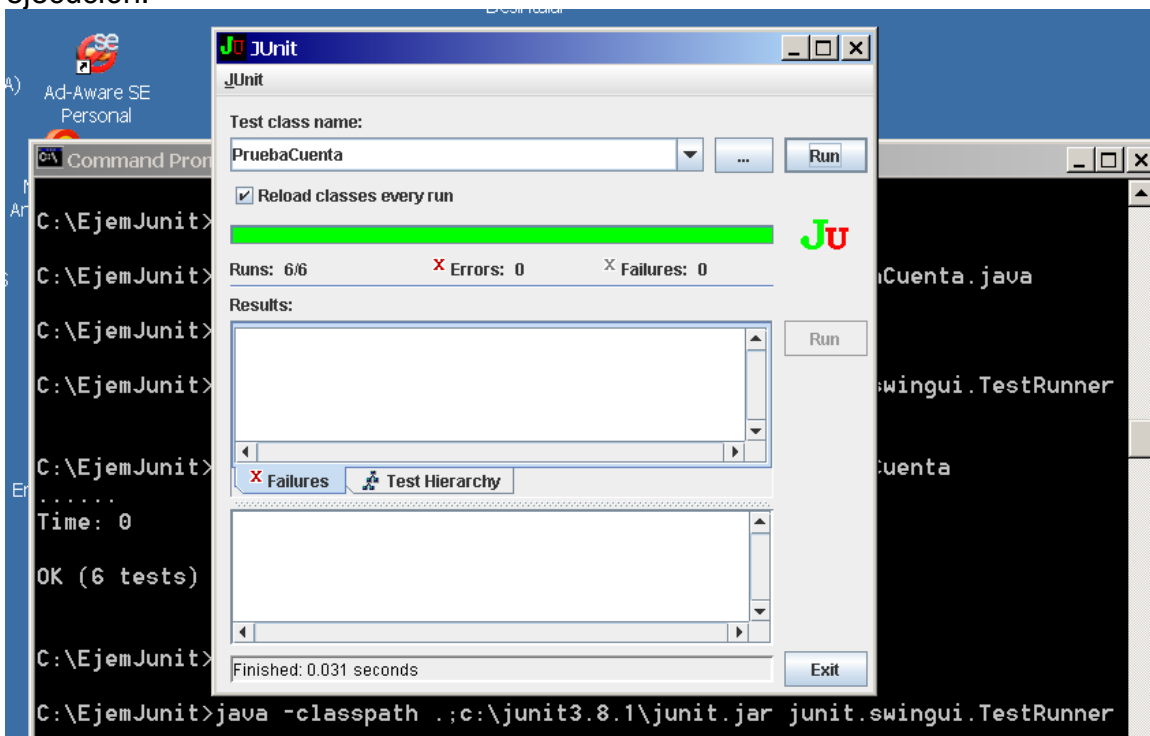 JUnit
JUnit
Ad-Aware SE
Personal
Test class name:
PruebaCuenta
...
Run
Command Pron
Reload classes every run
C:\EjemJunit>
JU
Runs: 6/6
X Errors: 0
X Failures: 0
C:\EjemJunit>
Cuenta.java
Results:
C:\EjemJunit>
Run
C:\EjemJunit>
swingui.TestRunner
C:\EjemJunit>
Cuenta
X Failures
Test Hierarchy
......
Time: 0
OK (6 tests)
C:\EjemJunit>
Finished: 0.031 seconds
Exit
C:\EjemJunit>java -classpath .;c:\junit3.8.1\junit.jar junit.swingui.TestRunner